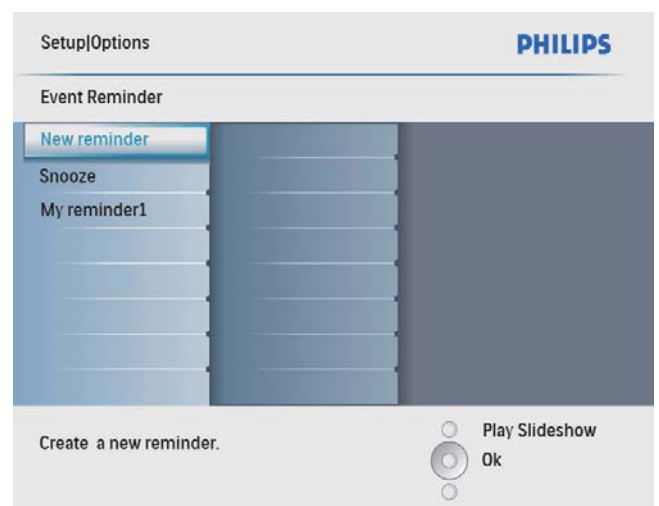 Setup|Options
PHILIPS
Event Reminder
New reminder
Snooze
My reminder1
Create a new reminder.
Play Slideshow
Ok